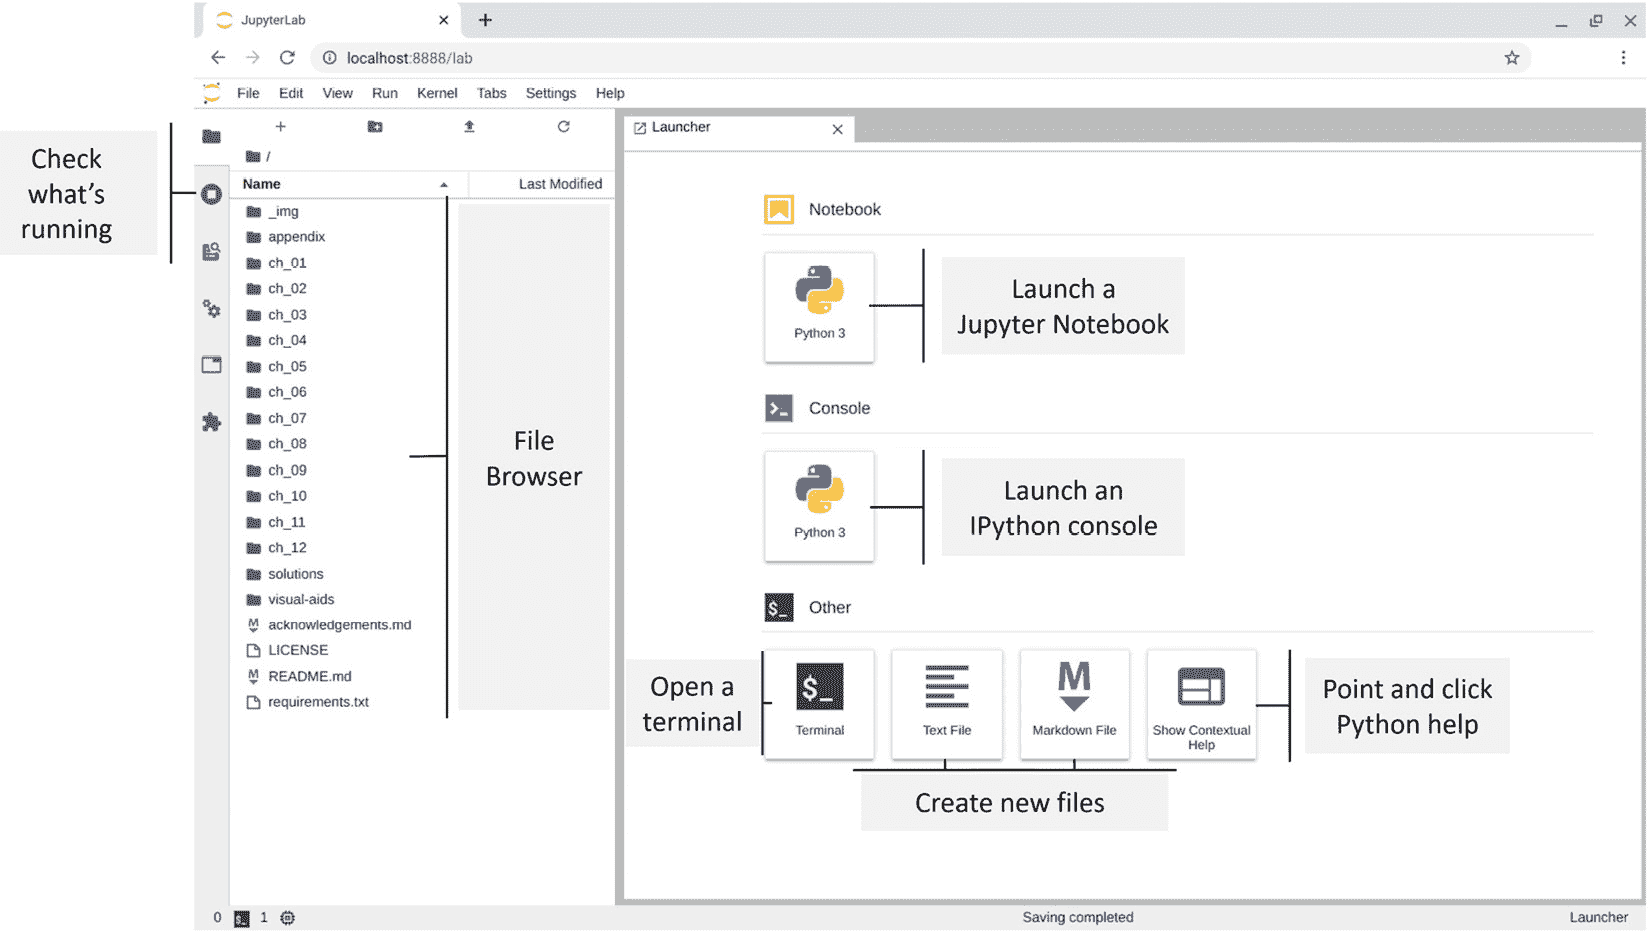 JupyterLab
localhost:8888/lab
File Edit View Run Kernel Tabs Settings Help
Check
what's
running
/
Name Last Modified
_img
appendix
ch_01
ch_02
ch_03
ch_04
ch_05
ch_06
ch_07
ch_08
ch_09
ch_10
ch_11
ch_12
solutions
visual-aids
acknowledgements.md
LICENSE
README.md
requirements.txt
File
Browser
Launcher
Notebook
Python 3
Launch a
Jupyter Notebook
Console
Python 3
Launch an
IPython console
$_ Other
Open a
terminal
$_
Terminal
Text File
M
Markdown File
Show Contextual
Help
Point and click
Python help
Create new files
0 $_ 1 Saving completed Launcher